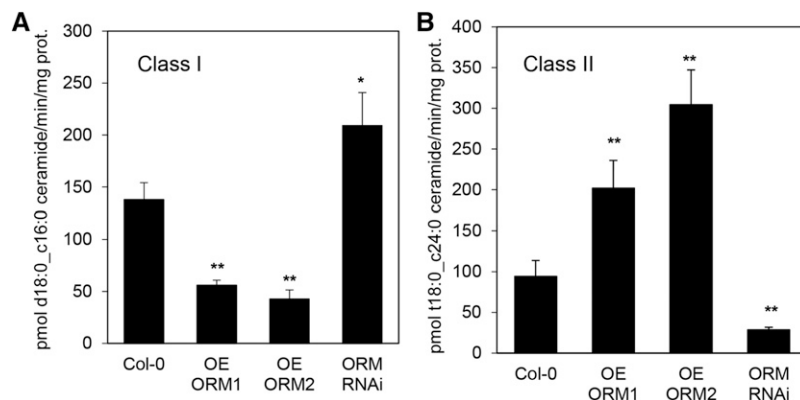 A
pmol d18:0_c16:0 ceramide/min/mg prot.
300
250
200
150
100
50
0
Class I
**
**
*
Col-0
OE
ORM1
OE
ORM2
ORM
RNAi
B
pmol t18:0_c24:0 ceramide/min/mg prot.
400
350
300
250
200
150
100
50
0
Class II
**
**
**
Col-0
OE
ORM1
OE
ORM2
ORM
RNAi